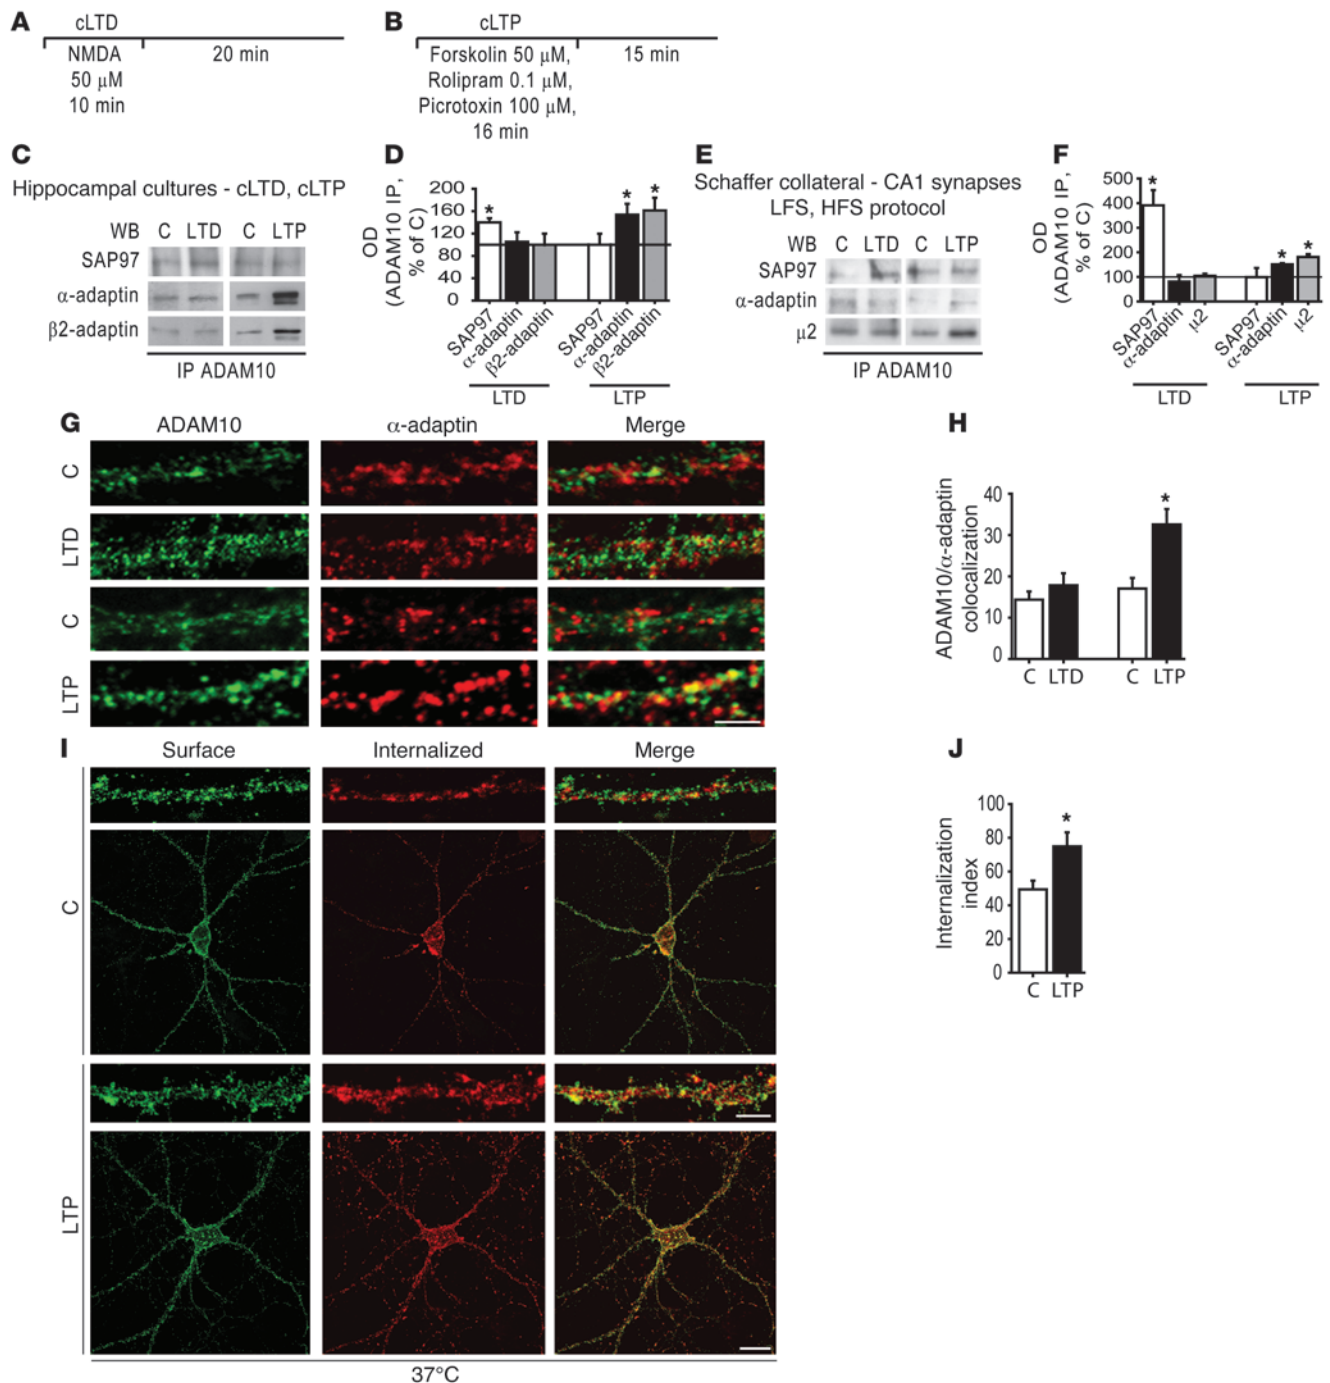 A
cLTD
NMDA
50 µM
10 min
20 min
B
cLTP
Forskolin 50 µM,
Rolipram 0.1 µM,
Picrotoxin 100 µM,
16 min
15 min
C
Hippocampal cultures - cLTD, cLTP
WB C LTD C LTP
SAP97
α-adaptin
β2-adaptin
IP ADAM10
D
OD
(ADAM10 IP,
% of C)
200
160
120
80
40
0
*
*
*
SAP97
α-adaptin
β2-adaptin
SAP97
α-adaptin
β2-adaptin
LTD
LTP
E
Schaffer collateral - CA1 synapses
LFS, HFS protocol
WB C LTD C LTP
SAP97
α-adaptin
µ2
IP ADAM10
F
OD
(ADAM10 IP,
% of C)
500
400
300
200
100
0
*
*
*
SAP97
α-adaptin
µ2
SAP97
α-adaptin
µ2
LTD
LTP
G
ADAM10 α-adaptin Merge
C
LTD
C
LTP
H
ADAM10/α-adaptin
colocalization
40
30
20
10
0
*
C LTD C LTP
I
Surface Internalized Merge
C
LTP
37°C
J
Internalization
index
100
80
60
40
20
0
*
C LTP